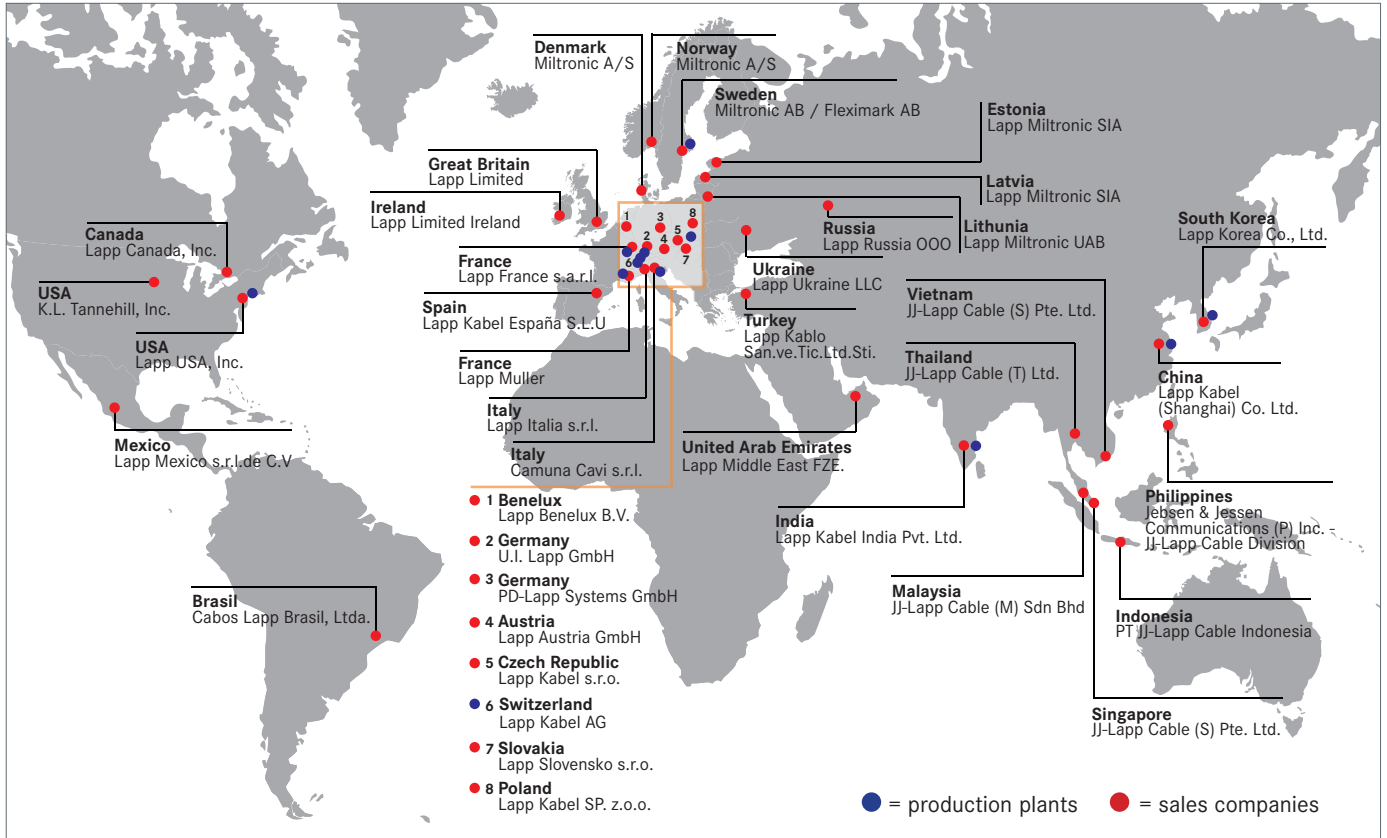 Denmark
Miltronic A/S
Norway
Miltronic A/S
Sweden
Miltronic AB / Fleximark AB
Estonia
Lapp Miltronic SIA
Great Britain
Lapp Limited
Latvia
Lapp Miltronic SIA
Ireland
Lapp Limited Ireland
Russia
Lapp Russia OOO
Lithunia
Lapp Miltronic UAB
South Korea
Lapp Korea Co., Ltd.
Canada
Lapp Canada, Inc.
France
Lapp France s.a.r.l.
Ukraine
Lapp Ukraine LLC
USA
K.L. Tannehill, Inc.
Spain
Lapp Kabel España S.L.U
Vietnam
JJ-Lapp Cable (S) Pte. Ltd.
Turkey
Lapp Kablo
San.ve.Tic.Ltd.Sti.
USA
Lapp USA, Inc.
France
Lapp Muller
Thailand
JJ-Lapp Cable (T) Ltd.
China
Lapp Kabel
(Shanghai) Co. Ltd.
Italy
Lapp Italia s.r.l.
Mexico
Lapp Mexico s.r.l.de C.V
Italy
Camuna Cavi s.r.l.
United Arab Emirates
Lapp Middle East FZE.
India
Lapp Kabel India Pvt. Ltd.
Philippines
Jebsen & Jessen
Communications (P) Inc. -
JJ-Lapp Cable Division
Malaysia
JJ-Lapp Cable (M) Sdn Bhd
Indonesia
PT JJ-Lapp Cable Indonesia
Brasil
Cabos Lapp Brasil, Ltda.
Singapore
JJ-Lapp Cable (S) Pte. Ltd.
1
2
3
4
5
6
7
8
1 Benelux
Lapp Benelux B.V.
2 Germany
U.I. Lapp GmbH
3 Germany
PD-Lapp Systems GmbH
4 Austria
Lapp Austria GmbH
5 Czech Republic
Lapp Kabel s.r.o.
6 Switzerland
Lapp Kabel AG
7 Slovakia
Lapp Slovensko s.r.o.
8 Poland
Lapp Kabel SP. z.o.o.
= production plants
= sales companies